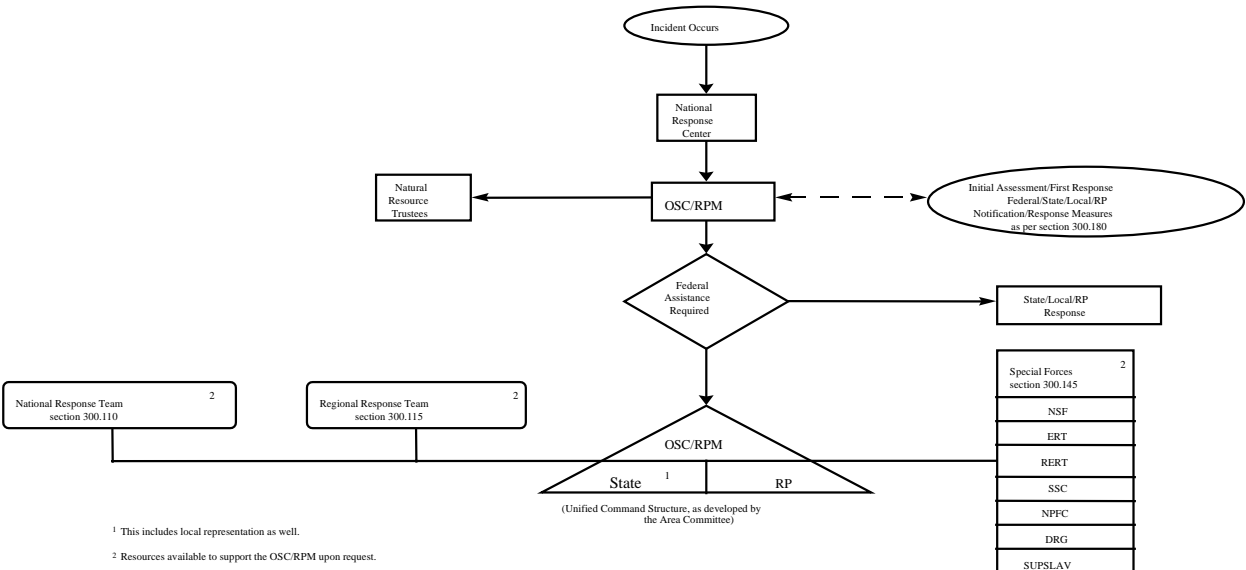 Incident Occurs
National
Response
Center
Natural
Resource
Trustees
OSC/RPM
Initial Assessment/First Response
Federal/State/Local/RP
Notification/Response Measures
as per section 300.180
Federal
Assistance
Required
State/Local/RP
Response
National Response Team 2
section 300.110
Regional Response Team 2
section 300.115
Special Forces 2
section 300.145
NSF
ERT
RERT
SSC
NPFC
DRG
SUPSLAV
OSC/RPM
State 1
RP
(Unified Command Structure, as developed by
the Area Committee)
1 This includes local representation as well.
2 Resources available to support the OSC/RPM upon request.